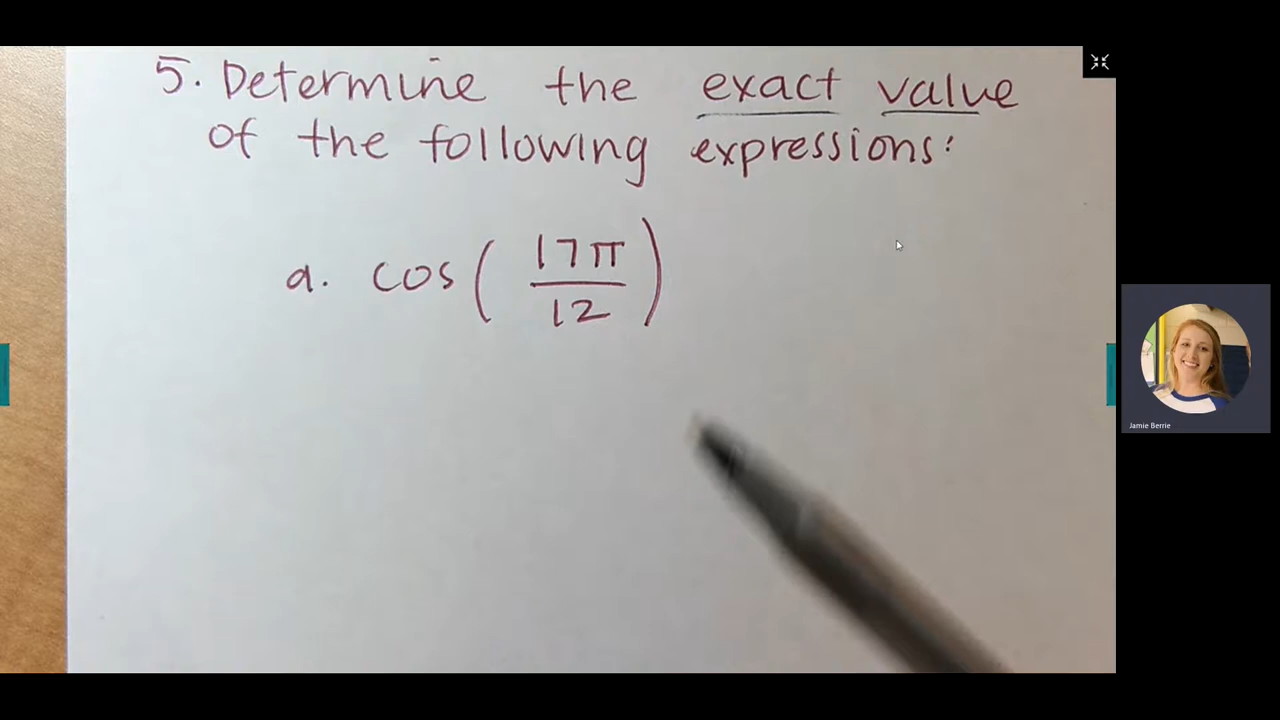 5. Determine the exact value
of the following expressions:
a. cos(17π/12)
Jamie Berrie